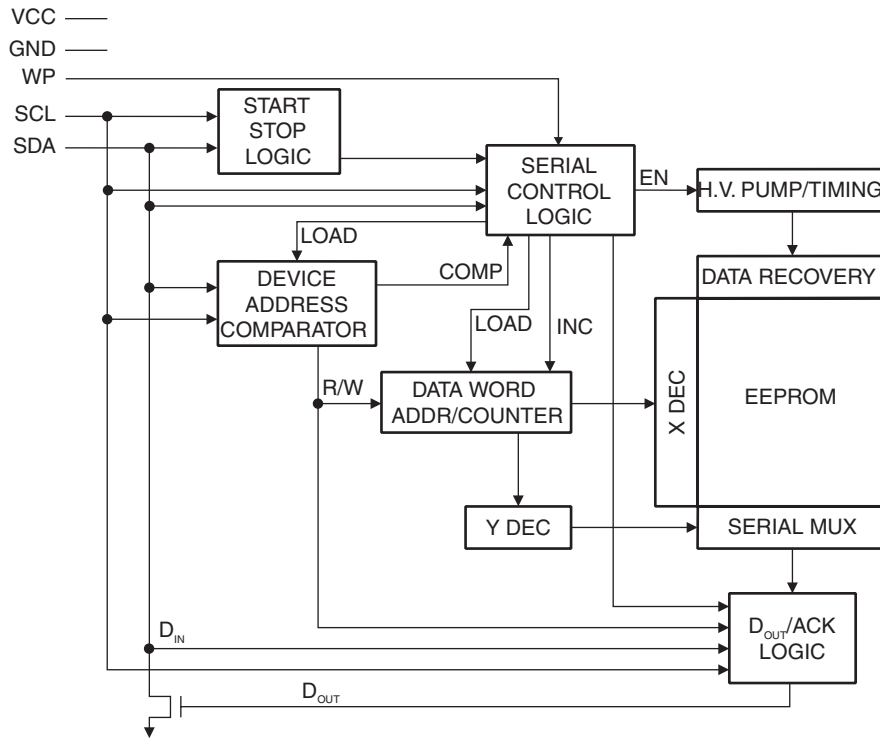 VCC
GND
WP
SCL
SDA
START
STOP
LOGIC
SERIAL
CONTROL
LOGIC
EN
H.V. PUMP/TIMING
LOAD
COMP
DATA RECOVERY
DEVICE
ADDRESS
COMPARATOR
LOAD
INC
R/W
DATA WORD
ADDR/COUNTER
X DEC
EEPROM
Y DEC
SERIAL MUX
DIN
DOUT/ACK
LOGIC
DOUT